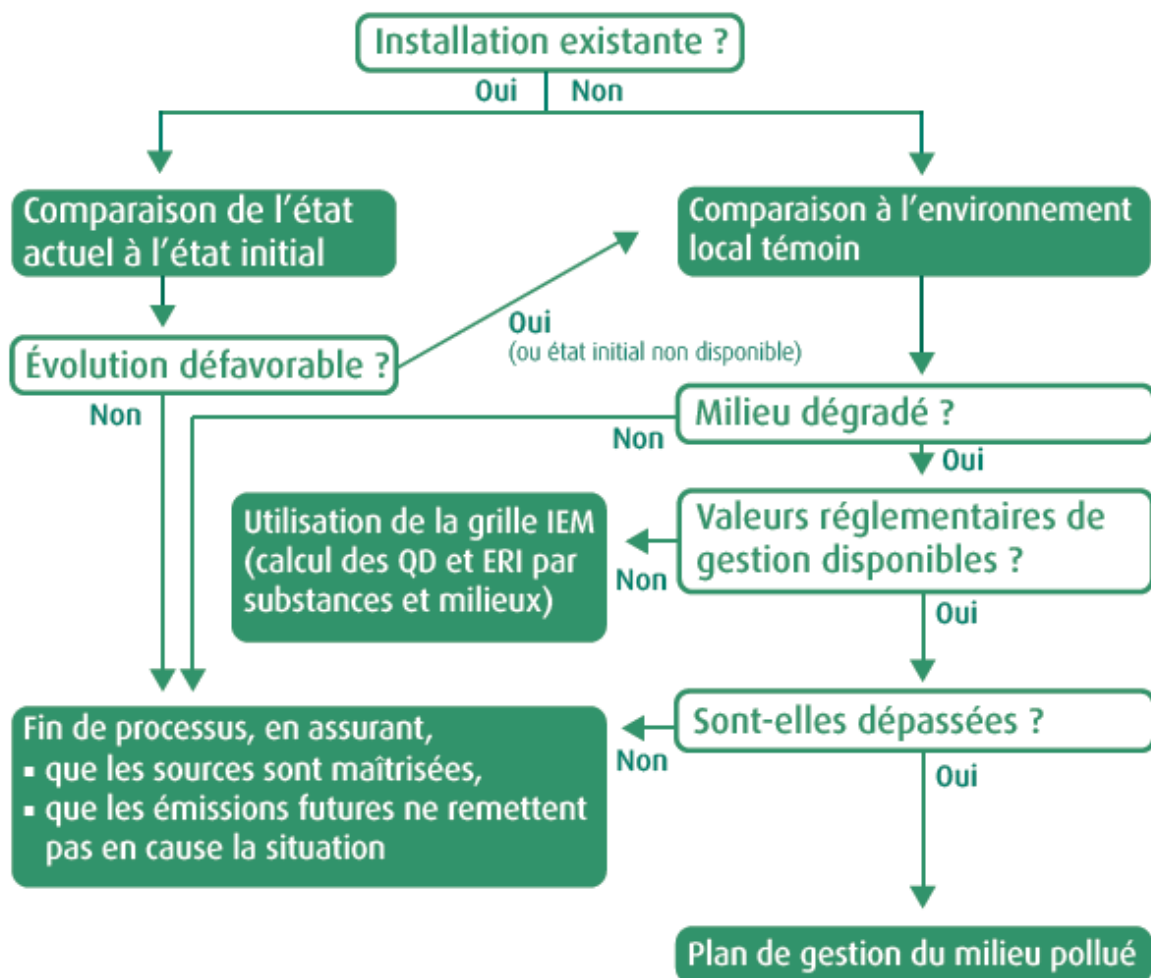 Installation existante ?
Oui
Non
Comparaison de l'état
actuel à l'état initial
Comparaison à l'environnement
local témoin
Oui
(ou état initial non disponible)
Évolution défavorable ?
Non
Milieu dégradé ?
Non
Oui
Utilisation de la grille IEM
(calcul des QD et ERI par
substances et milieux)
Valeurs réglementaires de
gestion disponibles ?
Non
Oui
Fin de processus, en assurant,
▪ que les sources sont maîtrisées,
▪ que les émissions futures ne remettent
pas en cause la situation
Sont-elles dépassées ?
Non
Oui
Plan de gestion du milieu pollué